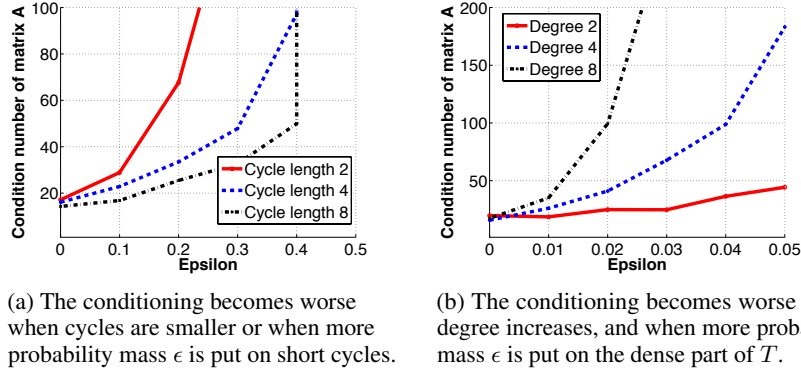 Condition number of matrix A
100
80
60
40
20
0
0.1
0.2
0.3
0.4
0.5
Epsilon
Cycle length 2
Cycle length 4
Cycle length 8
(a) The conditioning becomes worse
when cycles are smaller or when more
probability mass ϵ is put on short cycles.
Condition number of matrix A
200
150
100
50
0
0.01
0.02
0.03
0.04
0.05
Epsilon
Degree 2
Degree 4
Degree 8
(b) The conditioning becomes worse
degree increases, and when more prob
mass ϵ is put on the dense part of T.